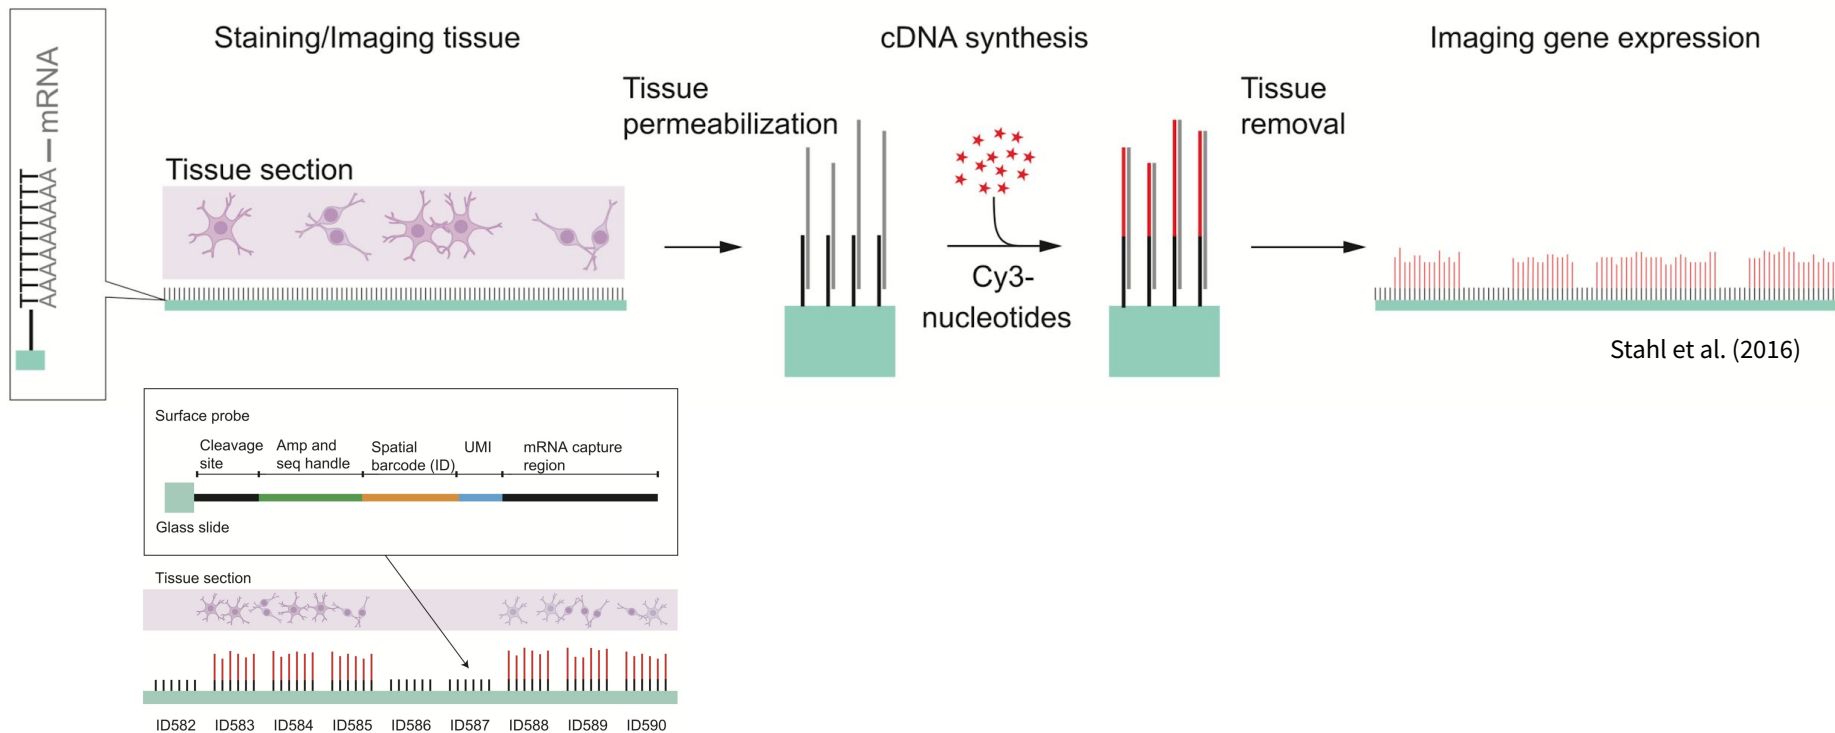 Staining/Imaging tissue
cDNA synthesis
Imaging gene expression
mRNA
TTTTTTTTT
AAAAAAAAA
Tissue section
Tissue
permeabilization
Cy3-
nucleotides
Tissue
removal
Stahl et al. (2016)
Surface probe
Cleavage
site
Amp and
seq handle
Spatial
barcode (ID)
UMI
mRNA capture
region
Glass slide
Tissue section
ID582 ID583 ID584 ID585 ID586 ID587 ID588 ID589 ID590